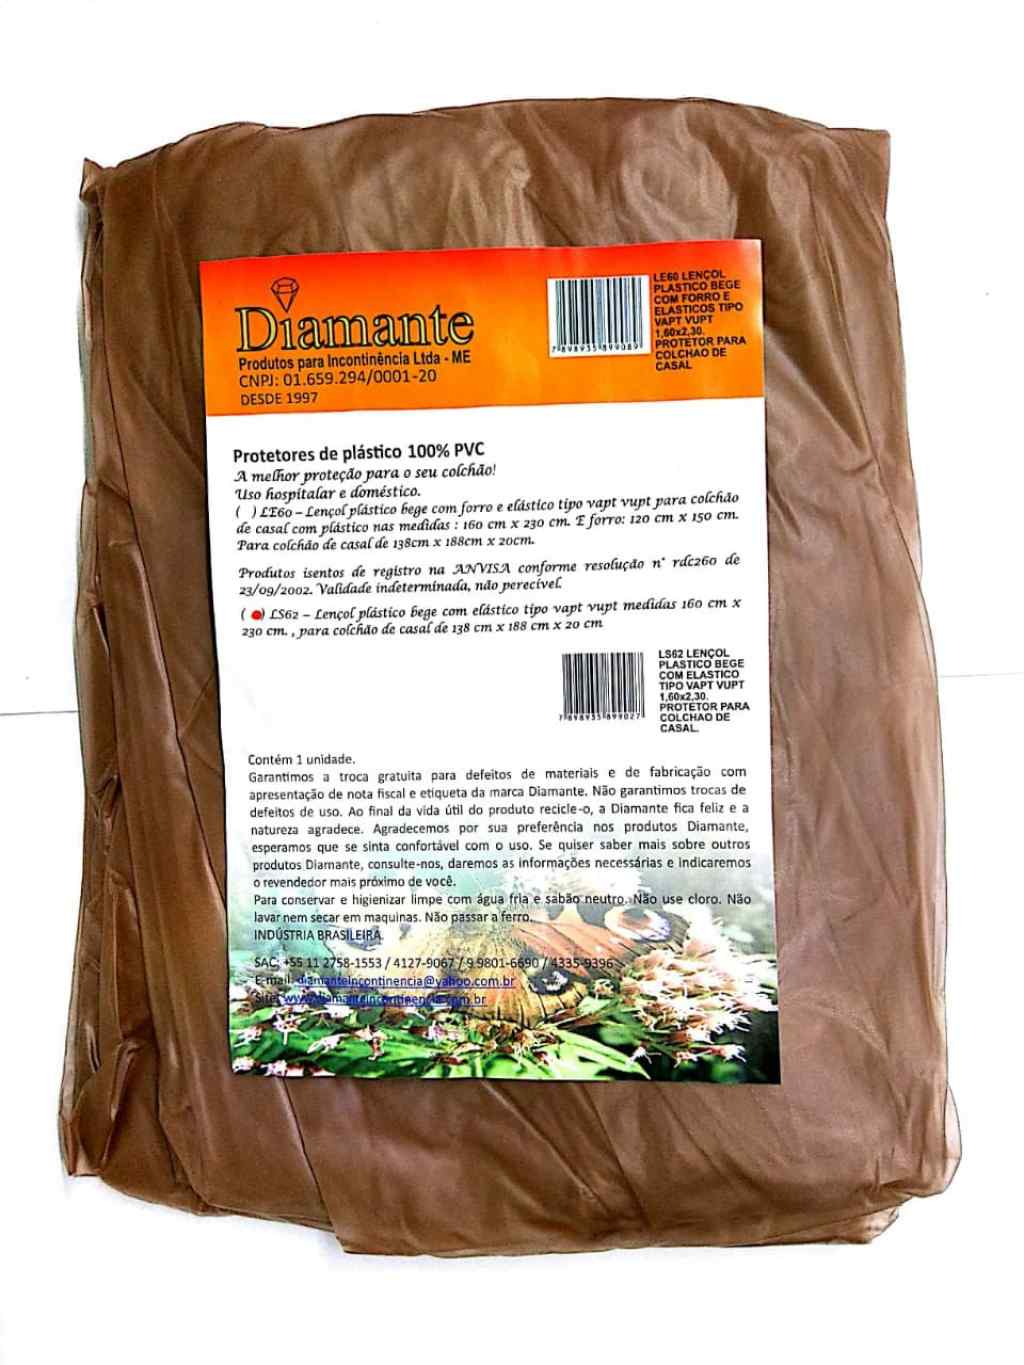 Diamante
Produtos para Incontinência Ltda - ME
CNPJ: 01.659.294/0001-20
DESDE 1997
7898935899089
LE60 LENÇOL
PLASTICO BEGE
COM FORRO E
ELASTICOS TIPO
VAPT VUPT
1,60x2,30.
PROTETOR PARA
COLCHAO DE
CASAL
Protetores de plástico 100% PVC
A melhor proteção para o seu colchão!
Uso hospitalar e doméstico.
( ) LE60 – Lençol plástico bege com forro e elástico tipo vapt vupt para colchão
de casal com plástico nas medidas : 160 cm x 230 cm. E forro: 120 cm x 150 cm.
Para colchão de casal de 138cm x 188cm x 20cm.
Produtos isentos de registro na ANVISA conforme resolução n° rdc260 de
23/09/2002. Validade indeterminada, não perecível.
( ) LS62 – Lençol plástico bege com elástico tipo vapt vupt medidas 160 cm x
230 cm. , para colchão de casal de 138 cm x 188 cm x 20 cm
7898935899027
LS62 LENÇOL
PLASTICO BEGE
COM ELASTICO
TIPO VAPT VUPT
1,60x2,30.
PROTETOR PARA
COLCHAO DE
CASAL.
Contém 1 unidade.
Garantimos a troca gratuita para defeitos de materiais e de fabricação com
apresentação de nota fiscal e etiqueta da marca Diamante. Não garantimos trocas de
defeitos de uso. Ao final da vida útil do produto recicle-o, a Diamante fica feliz e a
natureza agradece. Agradecemos por sua preferência nos produtos Diamante,
esperamos que se sinta confortável com o uso. Se quiser saber mais sobre outros
produtos Diamante, consulte-nos, daremos as informações necessárias e indicaremos
o revendedor mais próximo de você.
Para conservar e higienizar limpe com água fria e sabão neutro. Não use cloro. Não
lavar nem secar em maquinas. Não passar a ferro.
INDÚSTRIA BRASILEIRA.
SAC: +55 11 2758-1553 / 4127-9067 / 9 9801-6690 / 4335-9396
E-mail: diamanteincontinencia@yahoo.com.br
Site: www.diamanteincontinencia.com.br